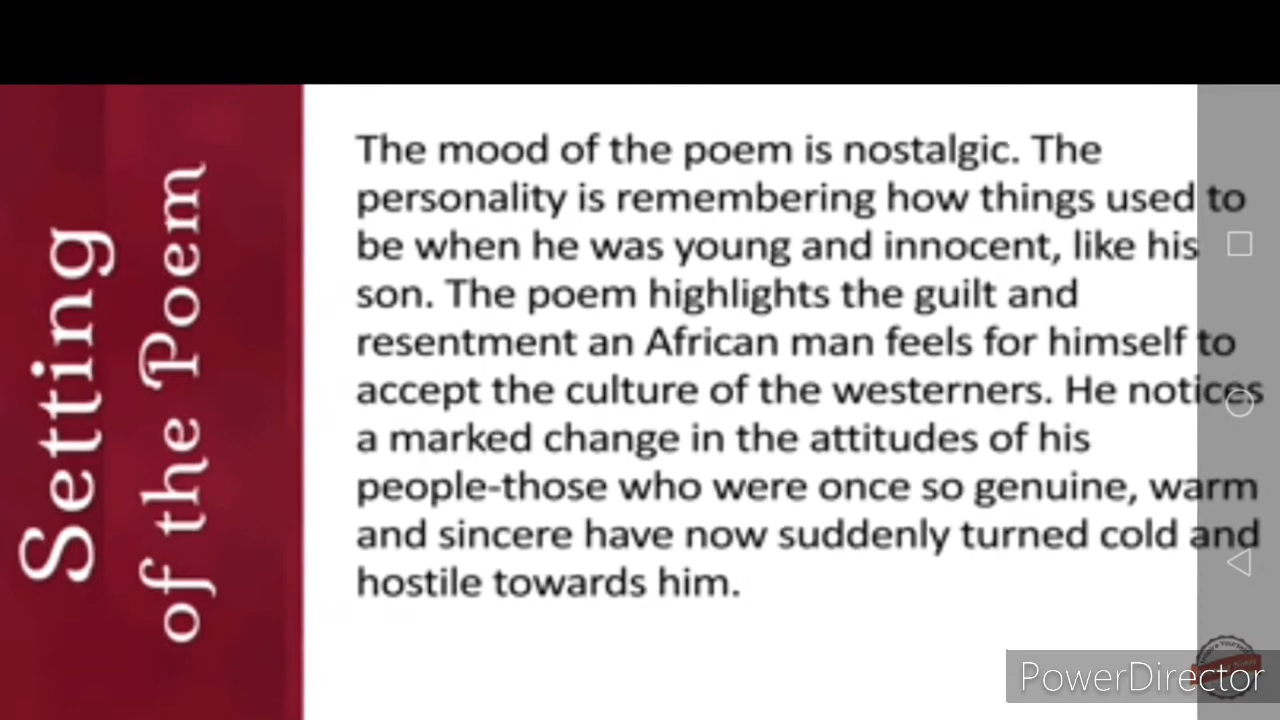 Setting
of the Poem
The mood of the poem is nostalgic. The
personality is remembering how things used to
be when he was young and innocent, like his
son. The poem highlights the guilt and
resentment an African man feels for himself to
accept the culture of the westerners. He notices
a marked change in the attitudes of his
people-those who were once so genuine, warm
and sincere have now suddenly turned cold and
hostile towards him.
PowerDirector